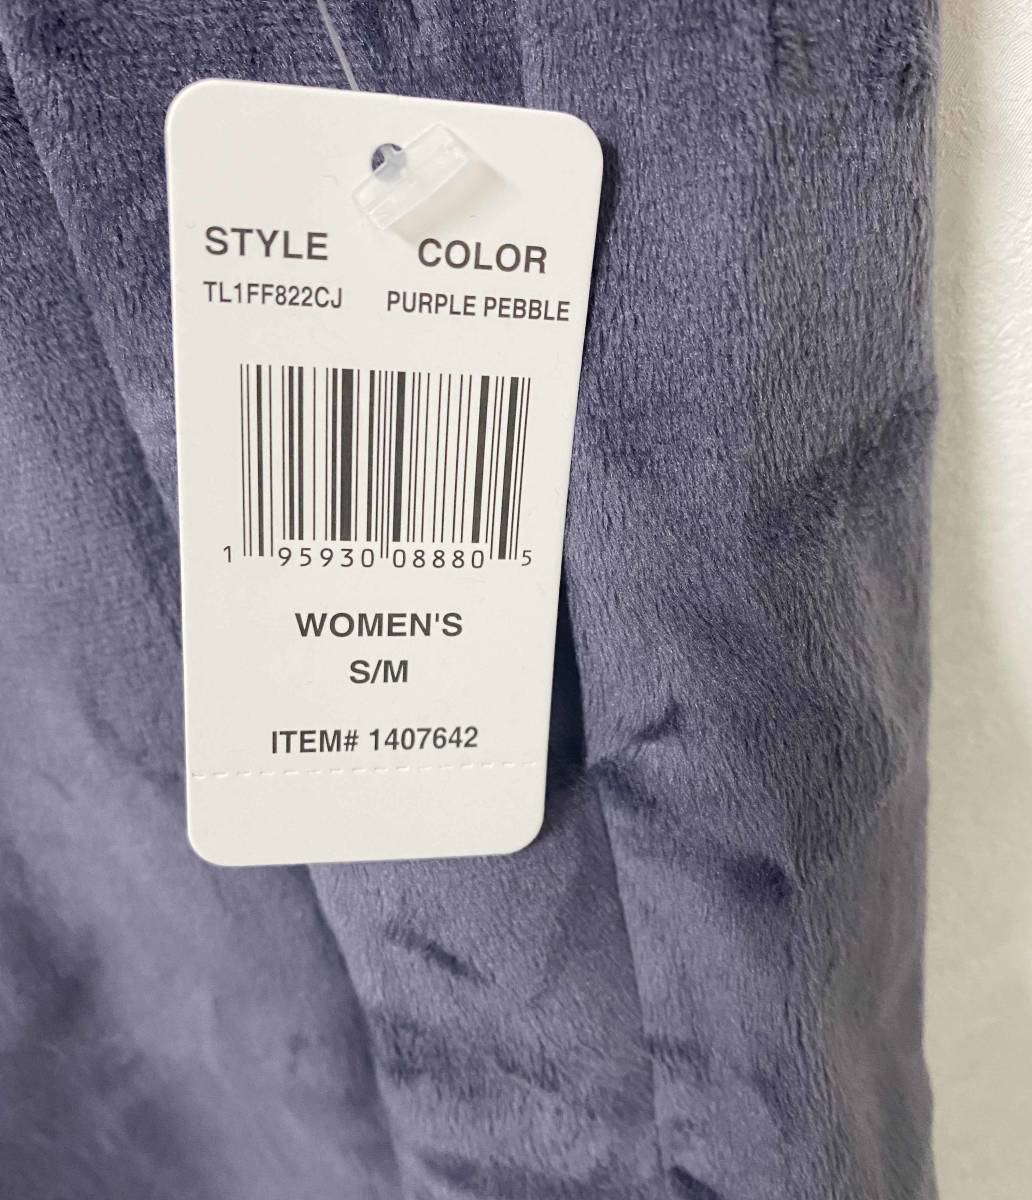 STYLE COLOR
TL1FF822CJ PURPLE PEBBLE
1 95930 08880 5
WOMEN'S
S/M
ITEM# 1407642